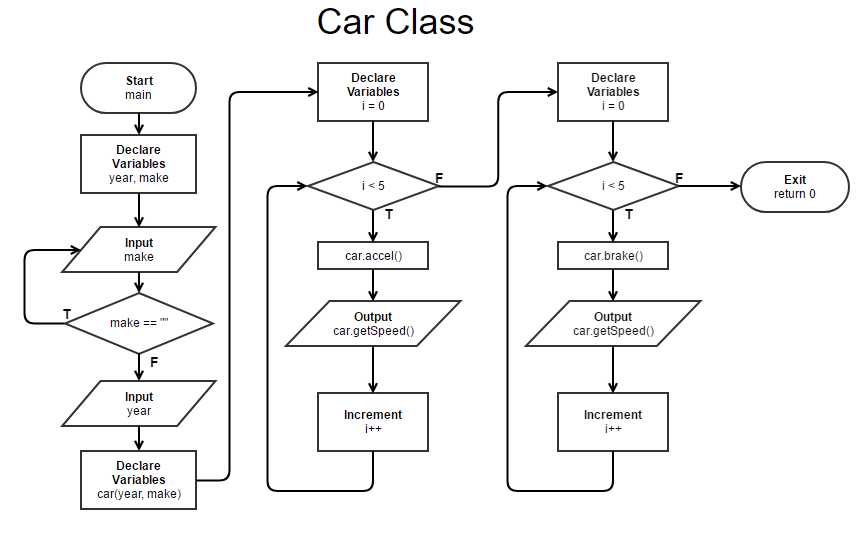 Car Class
Start
main
Declare
Variables
year, make
Input
make
T
make == ""
F
Input
year
Declare
Variables
car(year, make)
Declare
Variables
i = 0
i < 5
F
T
car.accel()
Output
car.getSpeed()
Increment
i++
Declare
Variables
i = 0
i < 5
F
T
car.brake()
Output
car.getSpeed()
Increment
i++
Exit
return 0